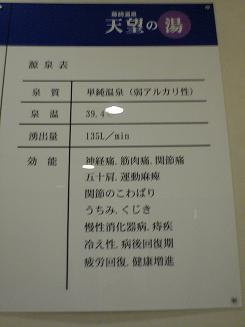 天望の湯
源泉表
泉質 単純温泉（弱アルカリ性）
泉温 39.4
湧出量 135L／min
効能 神経痛.筋肉痛.関節痛
五十肩.運動麻痺
関節のこわばり
うちみ.くじき
慢性消化器病.痔疾
冷え性.病後回復期
疲労回復.健康増進